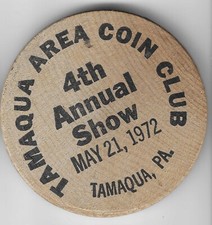 TAMAQUA AREA COIN CLUB
4th
Annual
Show
MAY 21, 1972
TAMAQUA, PA.